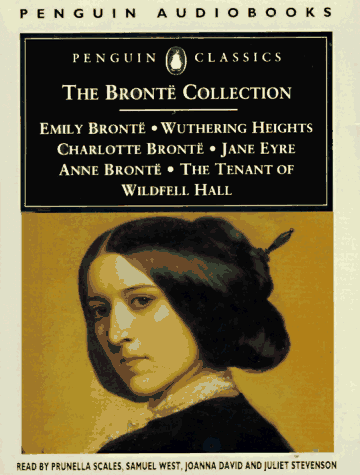 PENGUIN AUDIOBOOKS
PENGUIN CLASSICS
THE BRONTË COLLECTION
EMILY BRONTË • WUTHERING HEIGHTS
CHARLOTTE BRONTË • JANE EYRE
ANNE BRONTË • THE TENANT OF
WILDFELL HALL
READ BY PRUNELLA SCALES, SAMUEL WEST, JOANNA DAVID AND JULIET STEVENSON